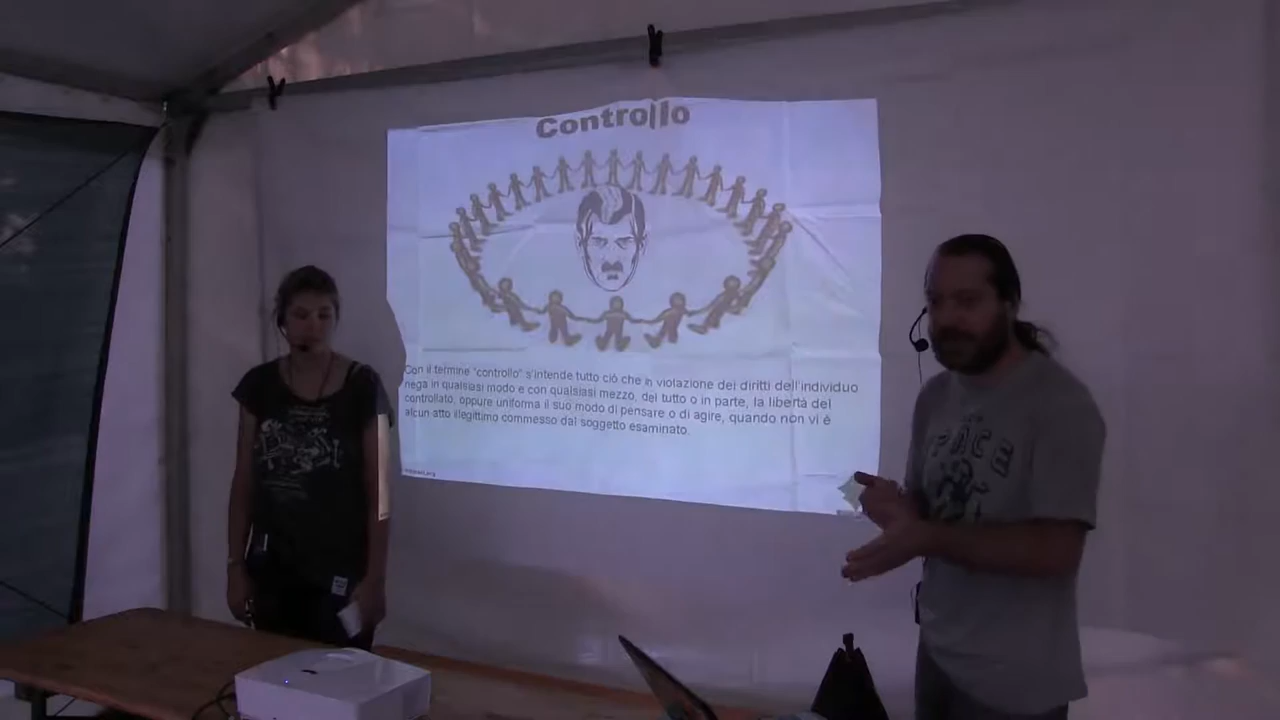 Controllo
Con il termine "controllo" s'intende tutto ciò che in violazione dei diritti dell'individuo
nega in qualsiasi modo e con qualsiasi mezzo, del tutto o in parte, la libertà del
controllato, oppure uniforma il suo modo di pensare o di agire, quando non vi è
alcun atto illegittimo commesso dal soggetto esaminato.
PACE